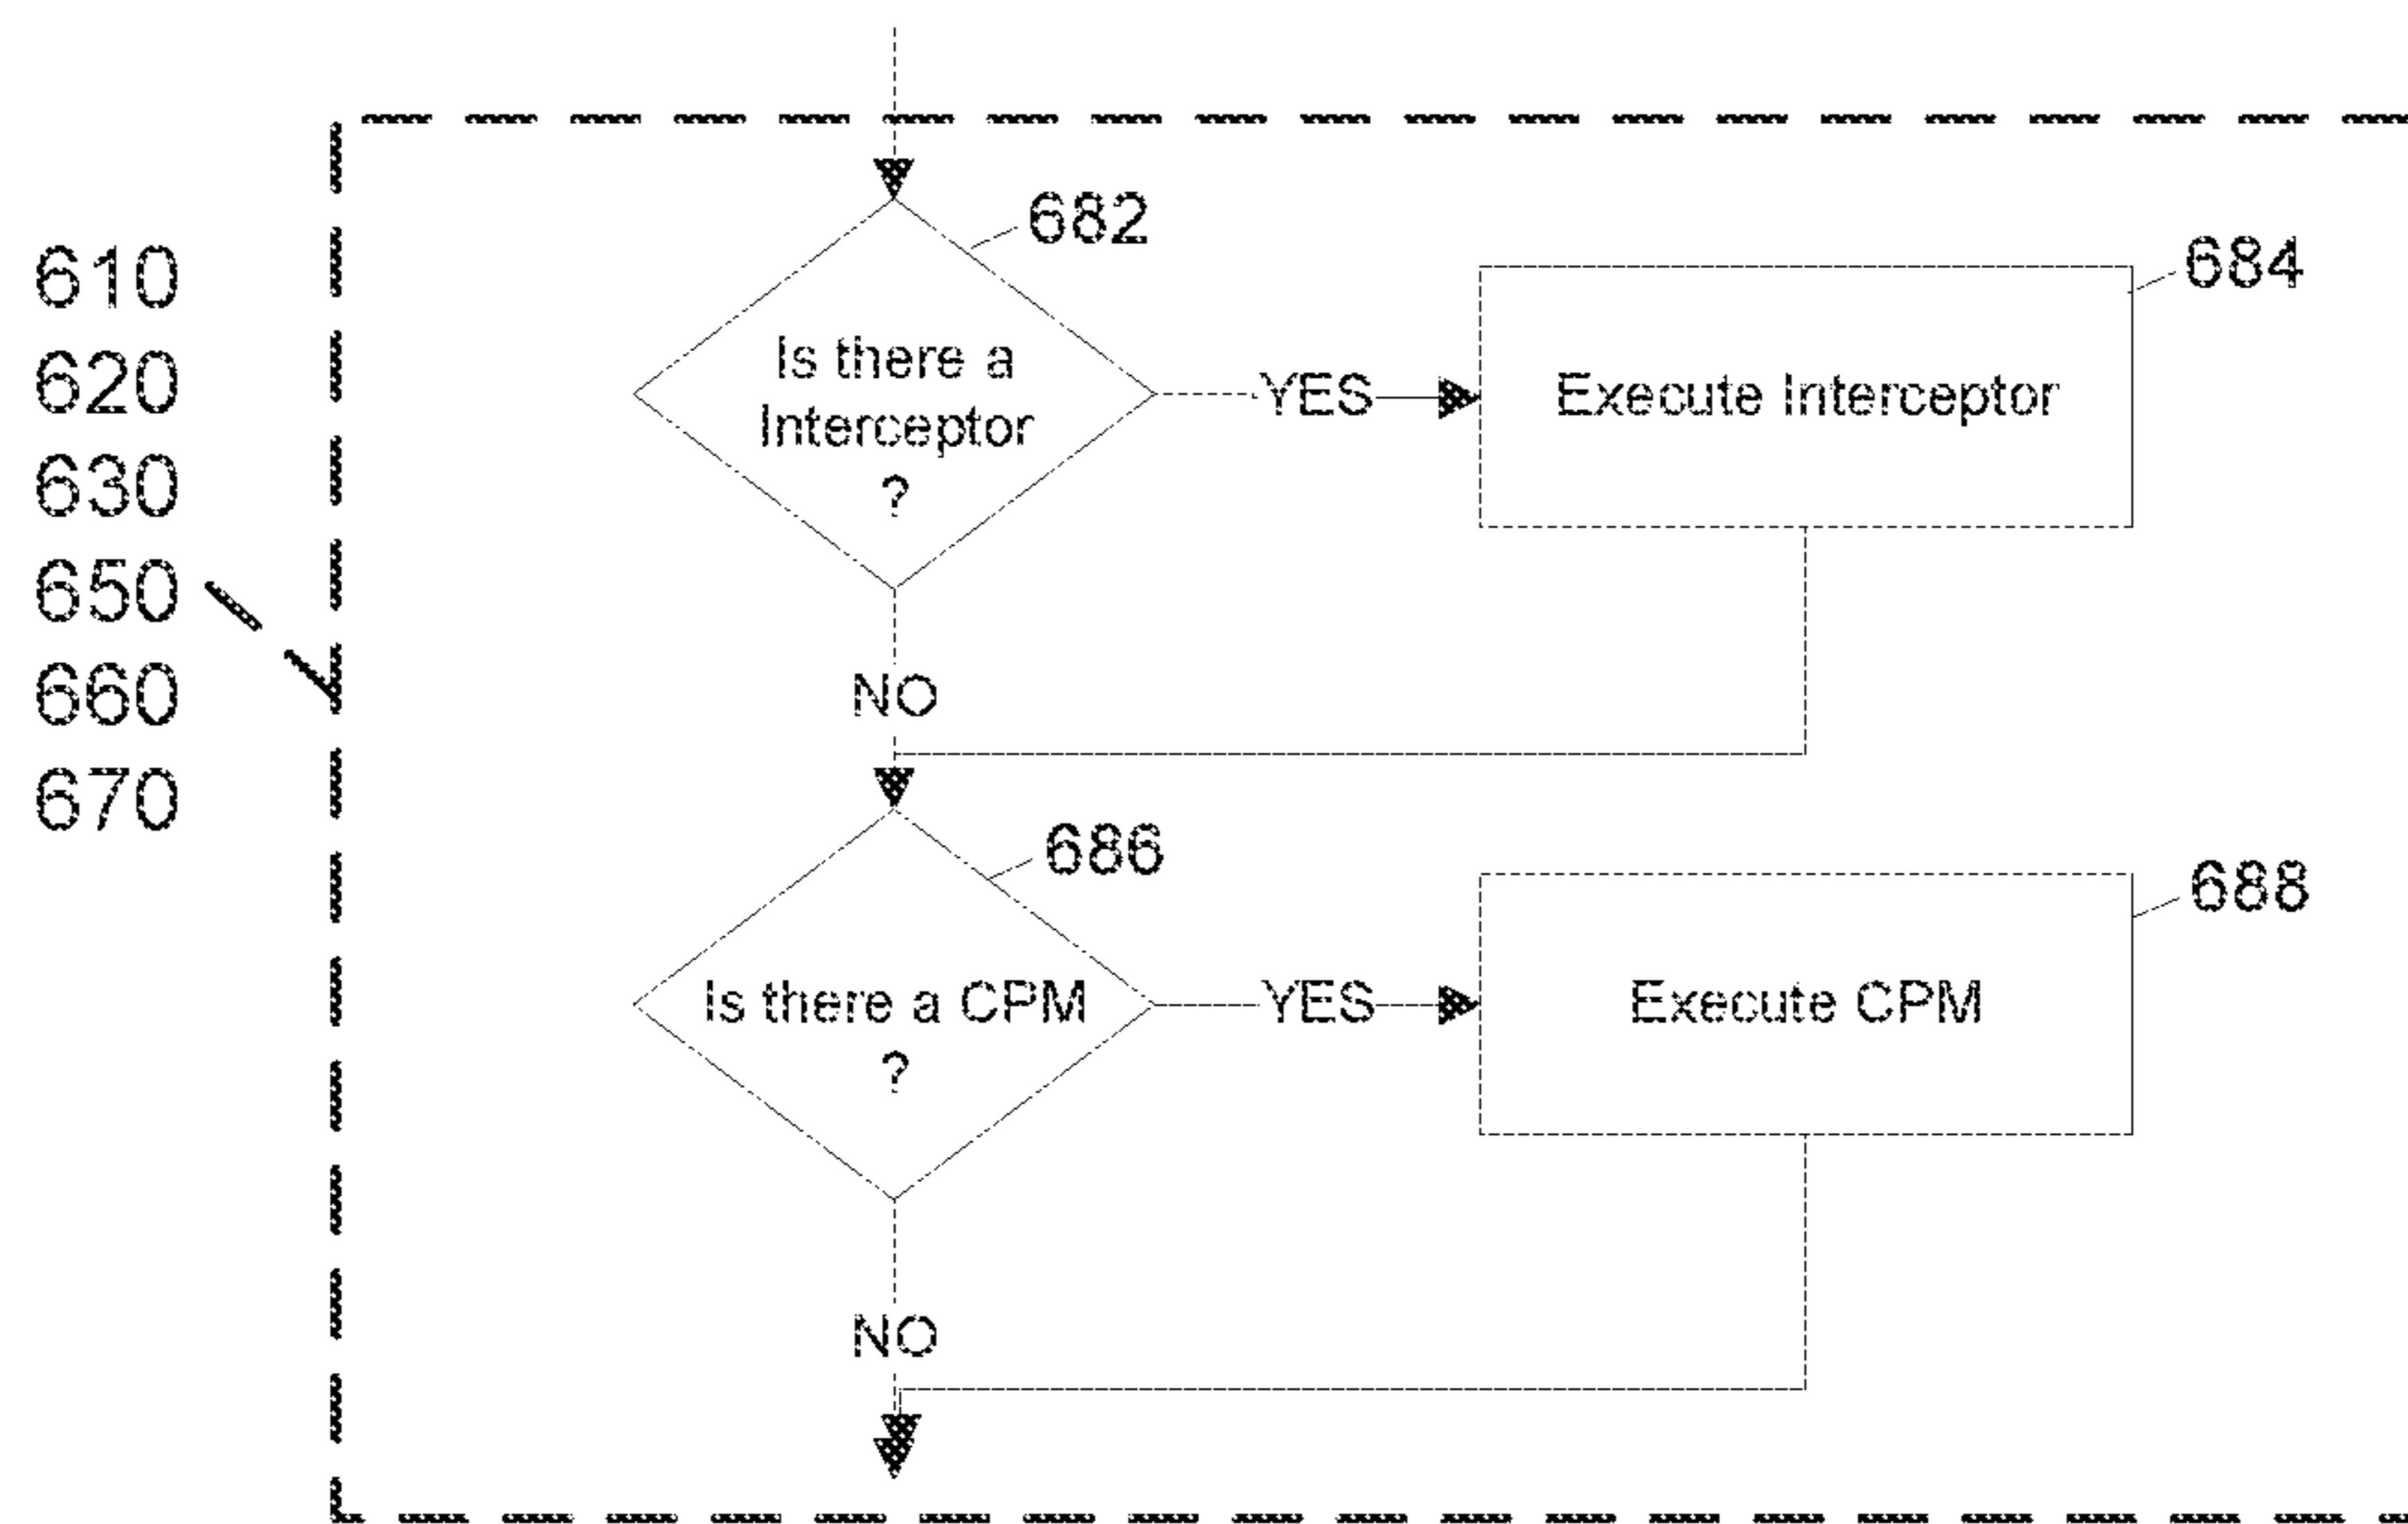 610
620
630
650
660
670
682
Is there a
Interceptor
?
YES
684
Execute Interceptor
NO
686
Is there a CPM
?
YES
688
Execute CPM
NO